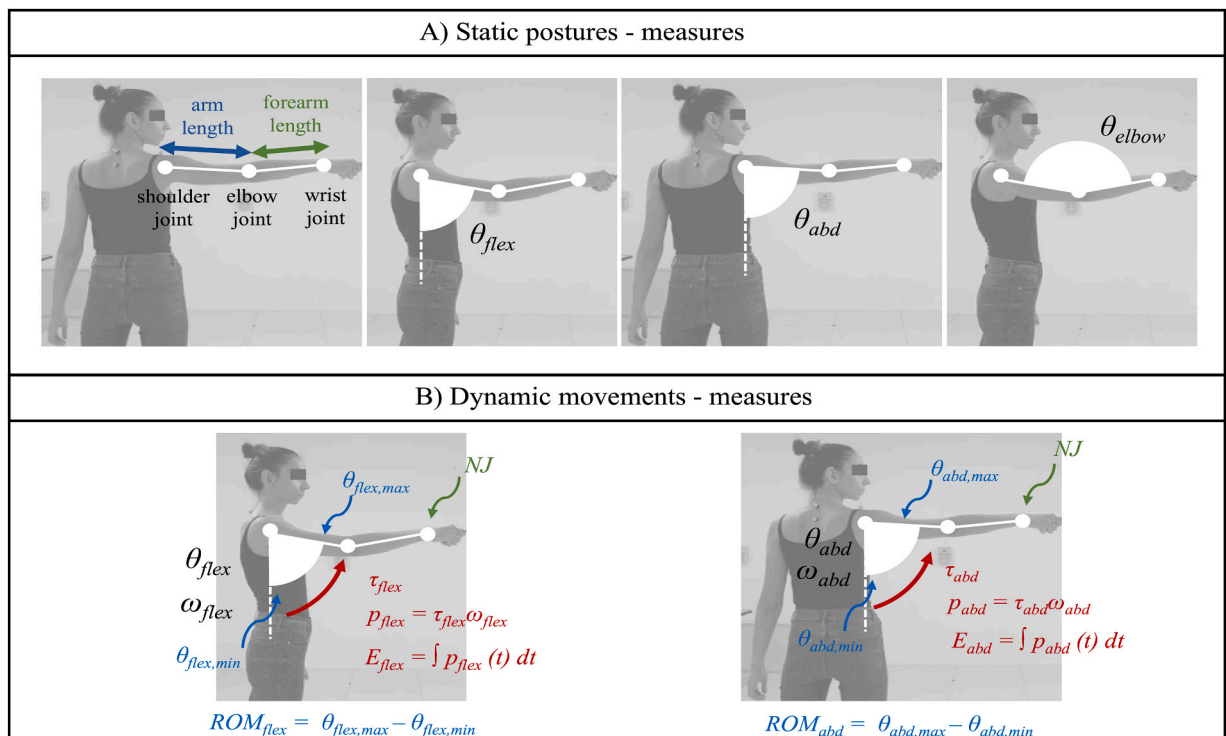 A) Static postures - measures
arm
length
forearm
length
shoulder
joint
elbow
joint
wrist
joint
θflex
θabd
θelbow
B) Dynamic movements - measures
θflex,max
NJ
θflex
ωflex
θflex,min
τflex
pflex = τflexωflex
Eflex = ∫ pflex (t) dt
ROMflex = θflex,max – θflex,min
θabd,max
NJ
θabd
ωabd
θabd,min
τabd
pabd = τabdωabd
Eabd = ∫ pabd (t) dt
ROMabd = θabd,max – θabd,min